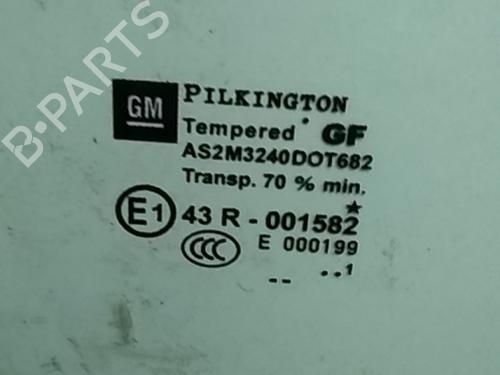 GM
PILKINGTON
Tempered GF
AS2M3240DOT682
Transp. 70 % min.
E1 43 R - 001582
CCC E 000199
-- ..1
B-PARTS